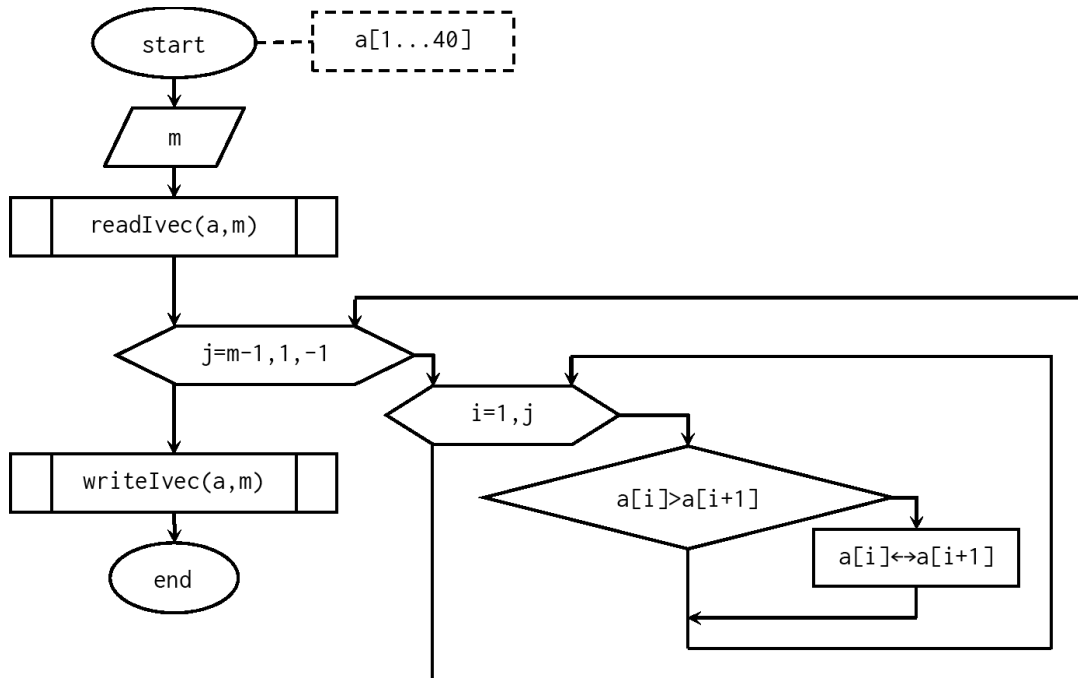 start
a[1...40]
m
readIvec(a,m)
j=m-1,1,-1
i=1,j
a[i]>a[i+1]
a[i]↔a[i+1]
writeIvec(a,m)
end